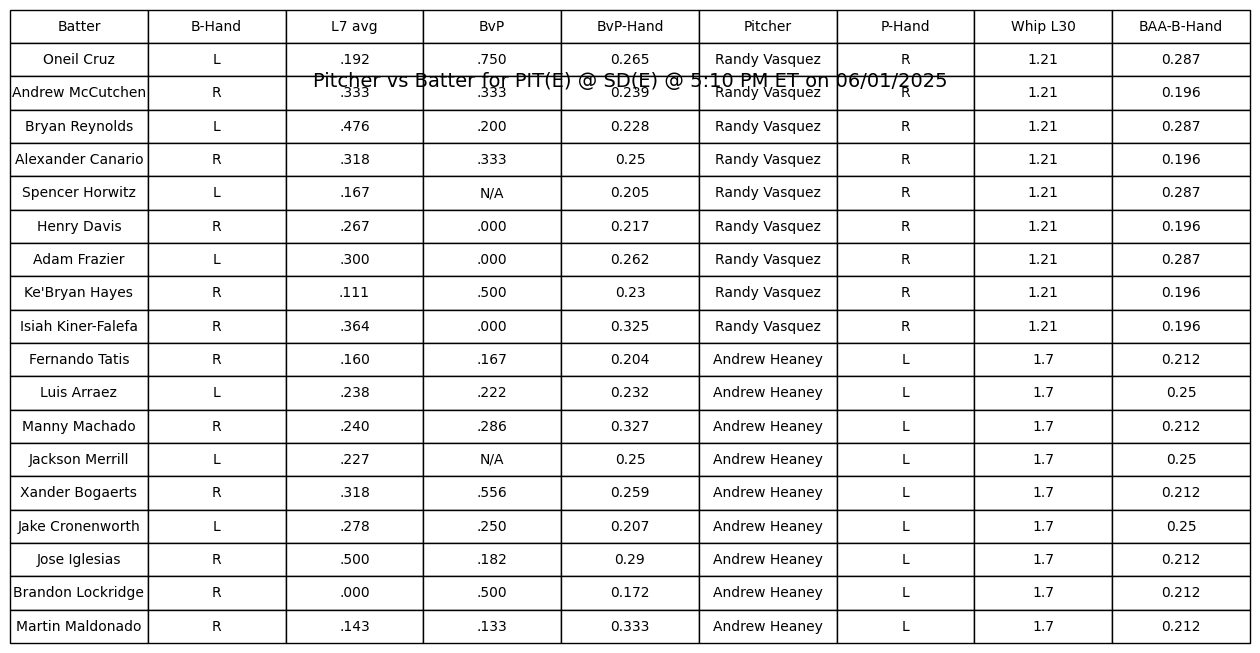 Batter B-Hand L7 avg BvP BvP-Hand Pitcher P-Hand Whip L30 BAA-B-Hand
Oneil Cruz L .192 .750 0.265 Randy Vasquez R 1.21 0.287
Pitcher vs Batter for PIT(E) @ SD(E) @ 5:10 PM ET on 06/01/2025
Andrew McCutchen R .333 .333 0.239 Randy Vasquez R 1.21 0.196
Bryan Reynolds L .476 .200 0.228 Randy Vasquez R 1.21 0.287
Alexander Canario R .318 .333 0.25 Randy Vasquez R 1.21 0.196
Spencer Horwitz L .167 N/A 0.205 Randy Vasquez R 1.21 0.287
Henry Davis R .267 .000 0.217 Randy Vasquez R 1.21 0.196
Adam Frazier L .300 .000 0.262 Randy Vasquez R 1.21 0.287
Ke'Bryan Hayes R .111 .500 0.23 Randy Vasquez R 1.21 0.196
Isiah Kiner-Falefa R .364 .000 0.325 Randy Vasquez R 1.21 0.196
Fernando Tatis R .160 .167 0.204 Andrew Heaney L 1.7 0.212
Luis Arraez L .238 .222 0.232 Andrew Heaney L 1.7 0.25
Manny Machado R .240 .286 0.327 Andrew Heaney L 1.7 0.212
Jackson Merrill L .227 N/A 0.25 Andrew Heaney L 1.7 0.25
Xander Bogaerts R .318 .556 0.259 Andrew Heaney L 1.7 0.212
Jake Cronenworth L .278 .250 0.207 Andrew Heaney L 1.7 0.25
Jose Iglesias R .500 .182 0.29 Andrew Heaney L 1.7 0.212
Brandon Lockridge R .000 .500 0.172 Andrew Heaney L 1.7 0.212
Martin Maldonado R .143 .133 0.333 Andrew Heaney L 1.7 0.212